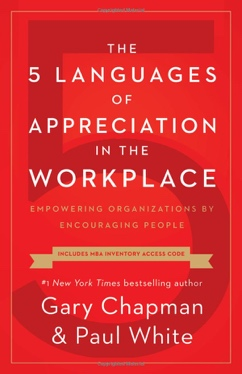 THE
5 LANGUAGES
OF
APPRECIATION
IN THE
WORKPLACE
EMPOWERING ORGANIZATIONS BY
ENCOURAGING PEOPLE
INCLUDES MBA INVENTORY ACCESS CODE
#1 New York Times bestselling author
Gary Chapman
& Paul White